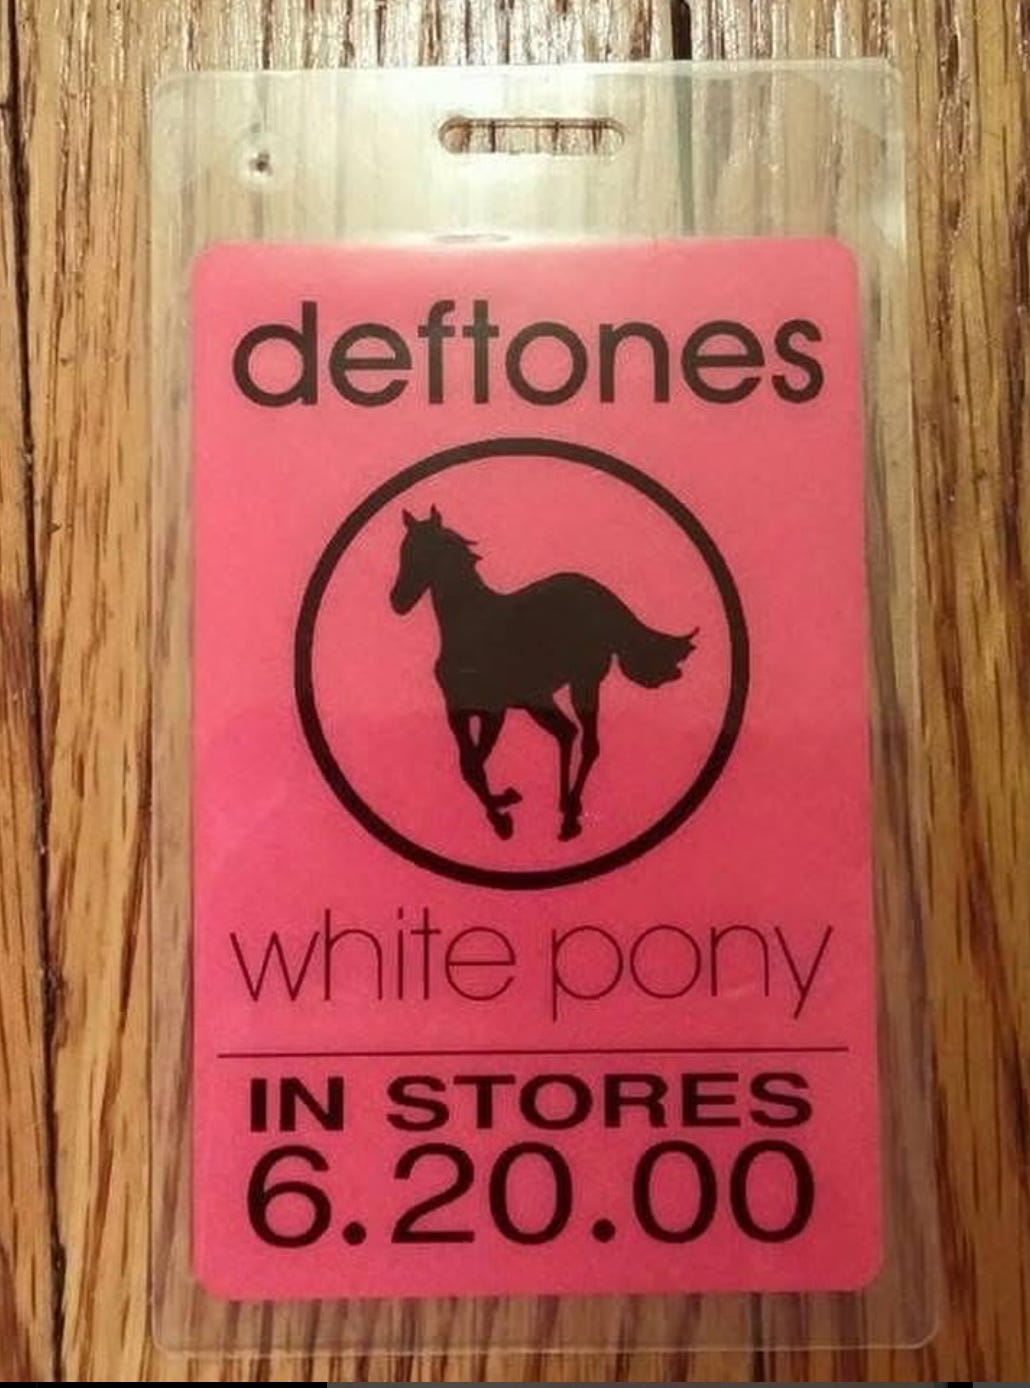 deftones
white pony
IN STORES
6.20.00